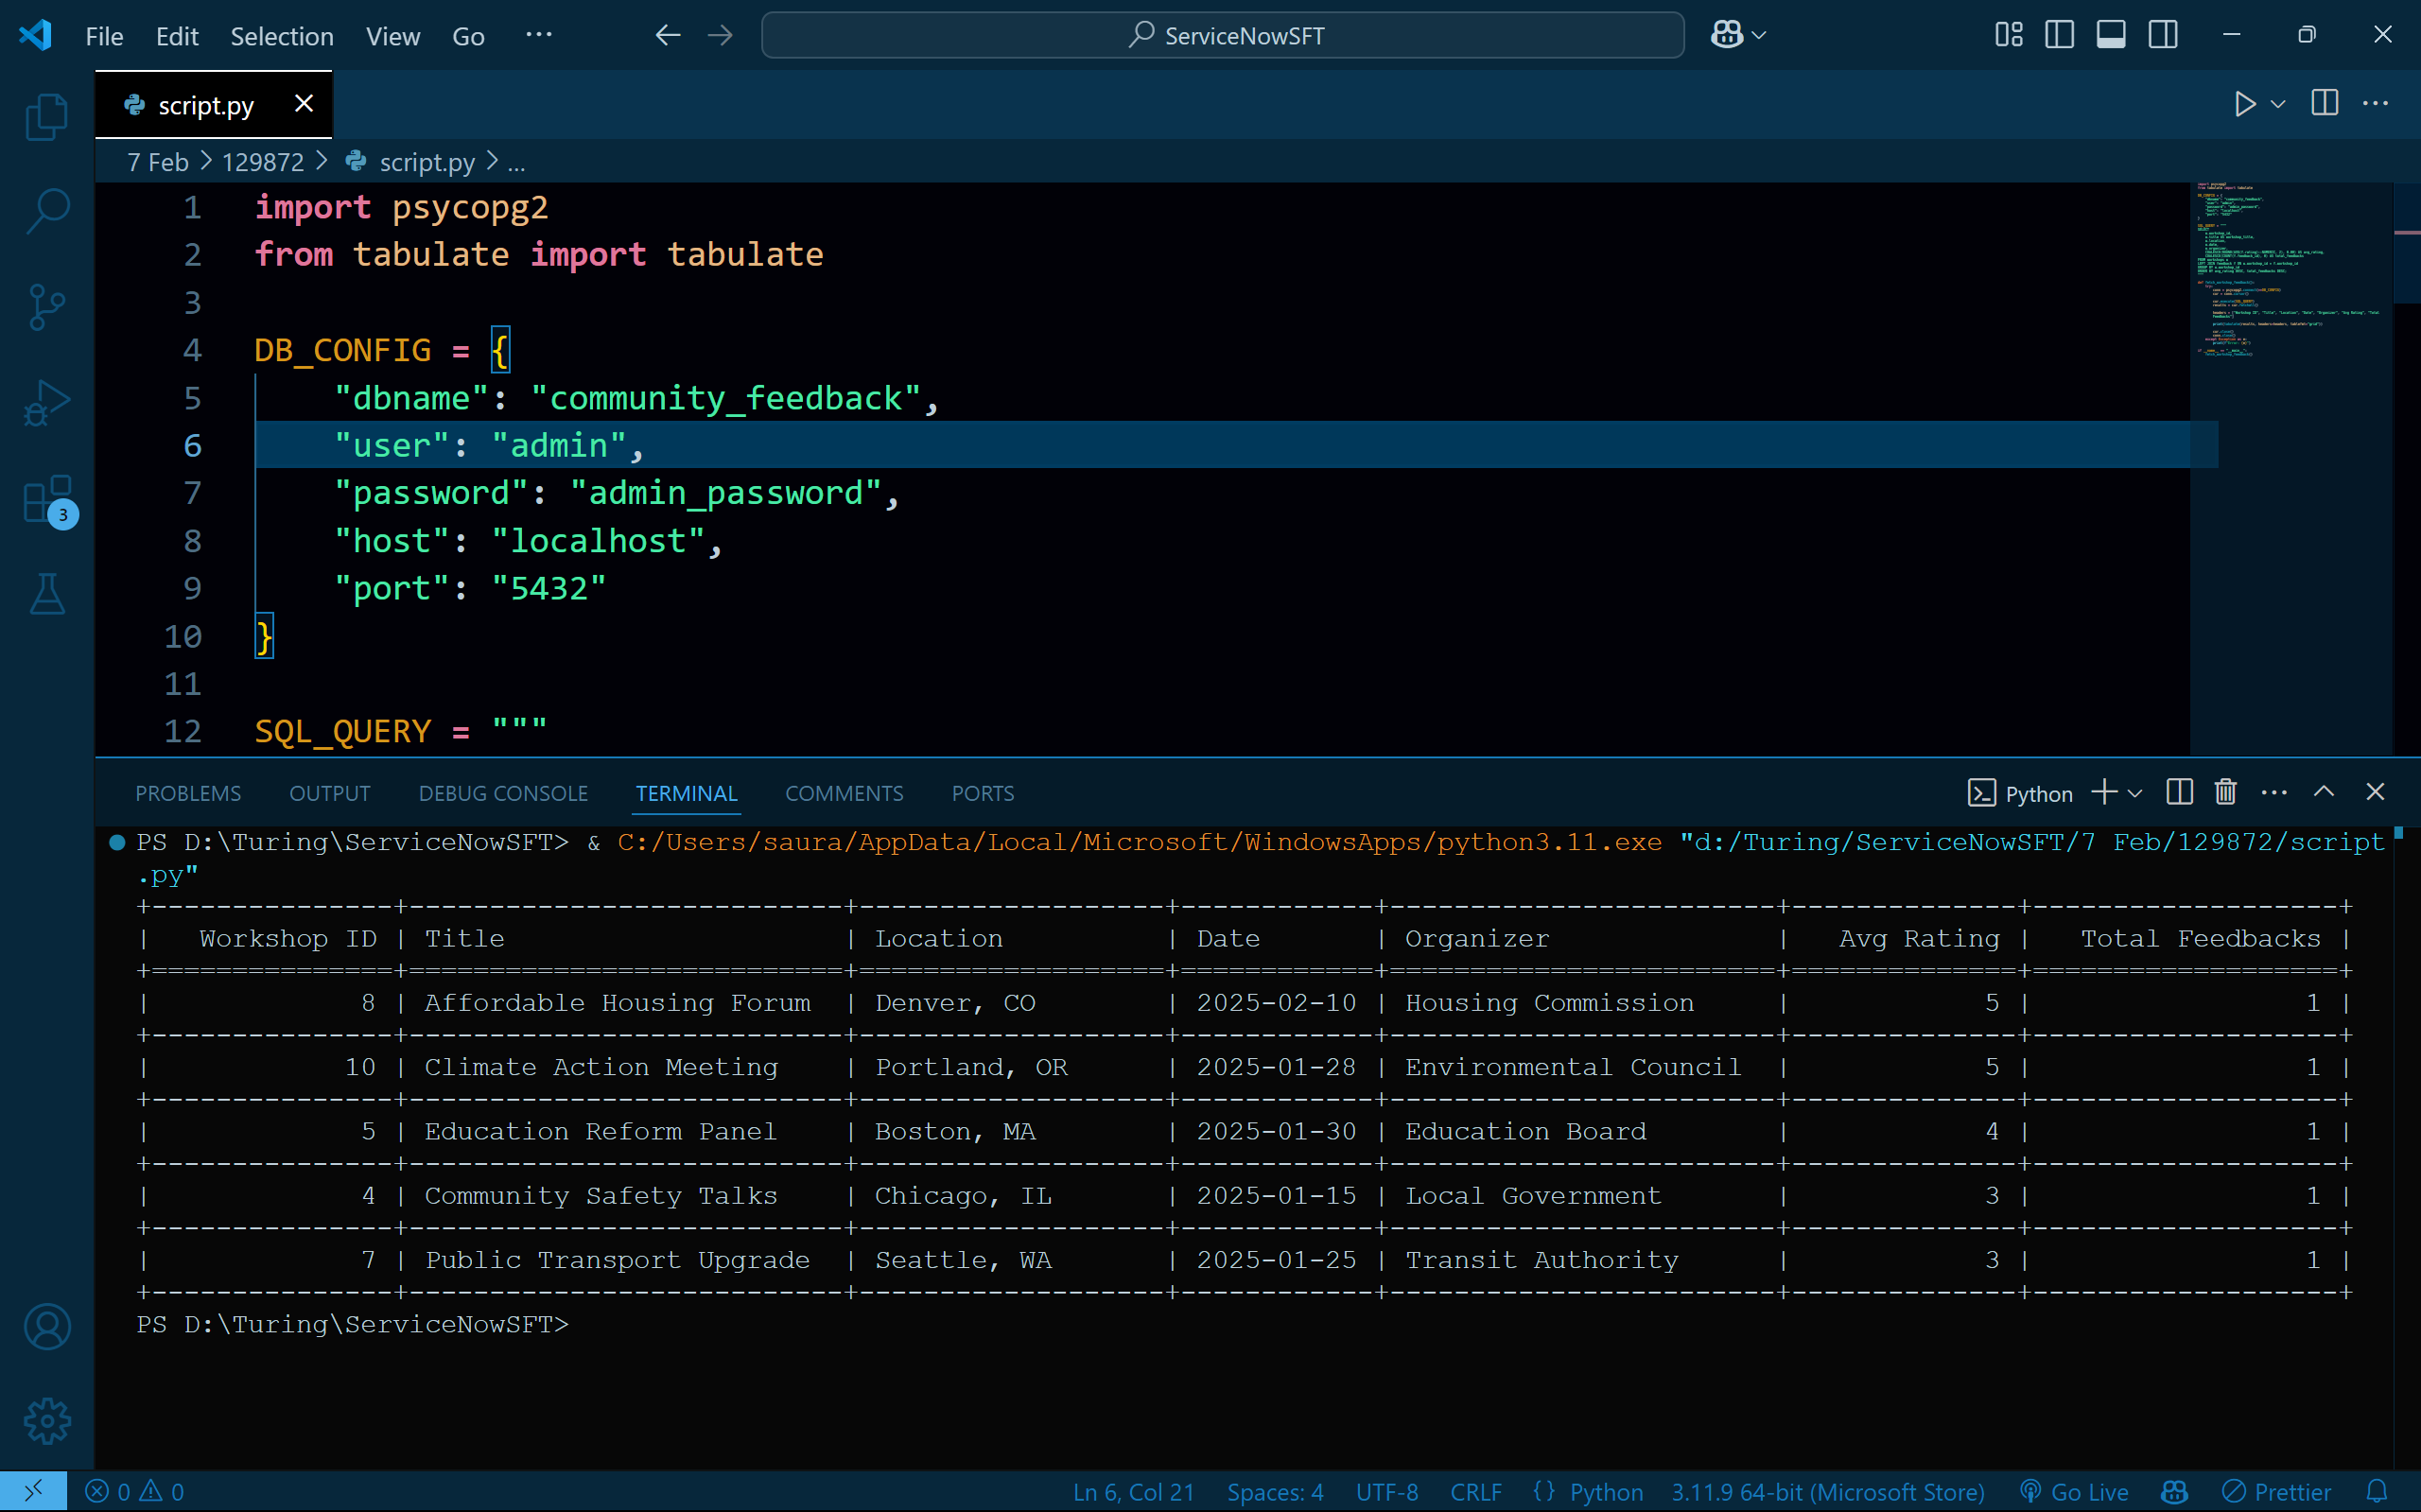 File Edit Selection View Go ··· ServiceNowSFT
script.py
7 Feb > 129872 > script.py > ...
1 import psycopg2
2 from tabulate import tabulate
3
4 DB_CONFIG = {
5 "dbname": "community_feedback",
6 "user": "admin",
7 "password": "admin_password",
8 "host": "localhost",
9 "port": "5432"
10 }
11
12 SQL_QUERY = """
3
PROBLEMS OUTPUT DEBUG CONSOLE TERMINAL COMMENTS PORTS Python
PS D:\Turing\ServiceNowSFT> & C:/Users/saura/AppData/Local/Microsoft/WindowsApps/python3.11.exe "d:/Turing/ServiceNowSFT/7 Feb/129872/script
.py"
+---------------+---------------------------+-------------------+------------+------------------------+--------------+-------------------+
|   Workshop ID | Title                     | Location          | Date       | Organizer              |   Avg Rating |   Total Feedbacks |
+===============+===========================+===================+============+========================+==============+===================+
|             8 | Affordable Housing Forum  | Denver, CO        | 2025-02-10 | Housing Commission     |            5 |                 1 |
+---------------+---------------------------+-------------------+------------+------------------------+--------------+-------------------+
|            10 | Climate Action Meeting    | Portland, OR      | 2025-01-28 | Environmental Council  |            5 |                 1 |
+---------------+---------------------------+-------------------+------------+------------------------+--------------+-------------------+
|             5 | Education Reform Panel    | Boston, MA        | 2025-01-30 | Education Board        |            4 |                 1 |
+---------------+---------------------------+-------------------+------------+------------------------+--------------+-------------------+
|             4 | Community Safety Talks    | Chicago, IL       | 2025-01-15 | Local Government       |            3 |                 1 |
+---------------+---------------------------+-------------------+------------+------------------------+--------------+-------------------+
|             7 | Public Transport Upgrade  | Seattle, WA       | 2025-01-25 | Transit Authority      |            3 |                 1 |
+---------------+---------------------------+-------------------+------------+------------------------+--------------+-------------------+
PS D:\Turing\ServiceNowSFT>
0 0 Ln 6, Col 21 Spaces: 4 UTF-8 CRLF {} Python 3.11.9 64-bit (Microsoft Store) Go Live Prettier